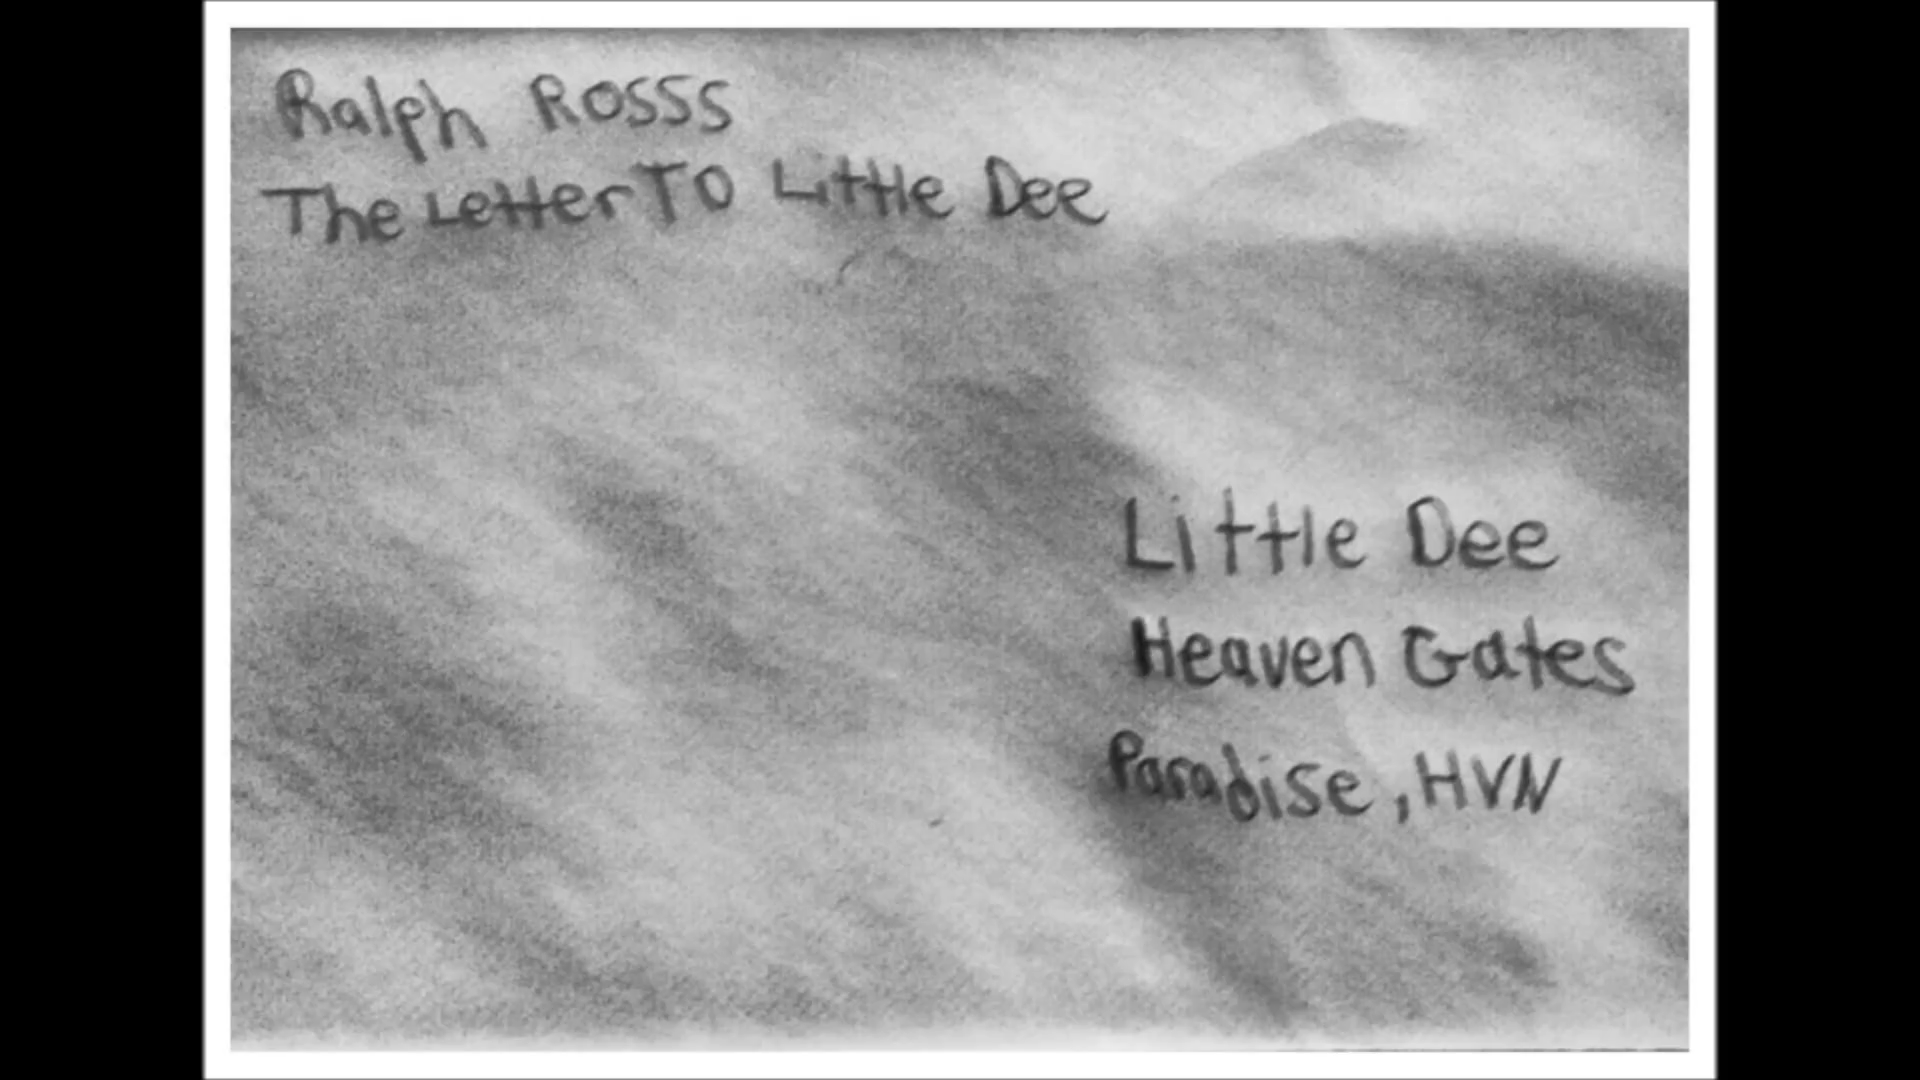 Ralph Rosss
The Letter To Little Dee
Little Dee
Heaven Gates
Paradise, HVN